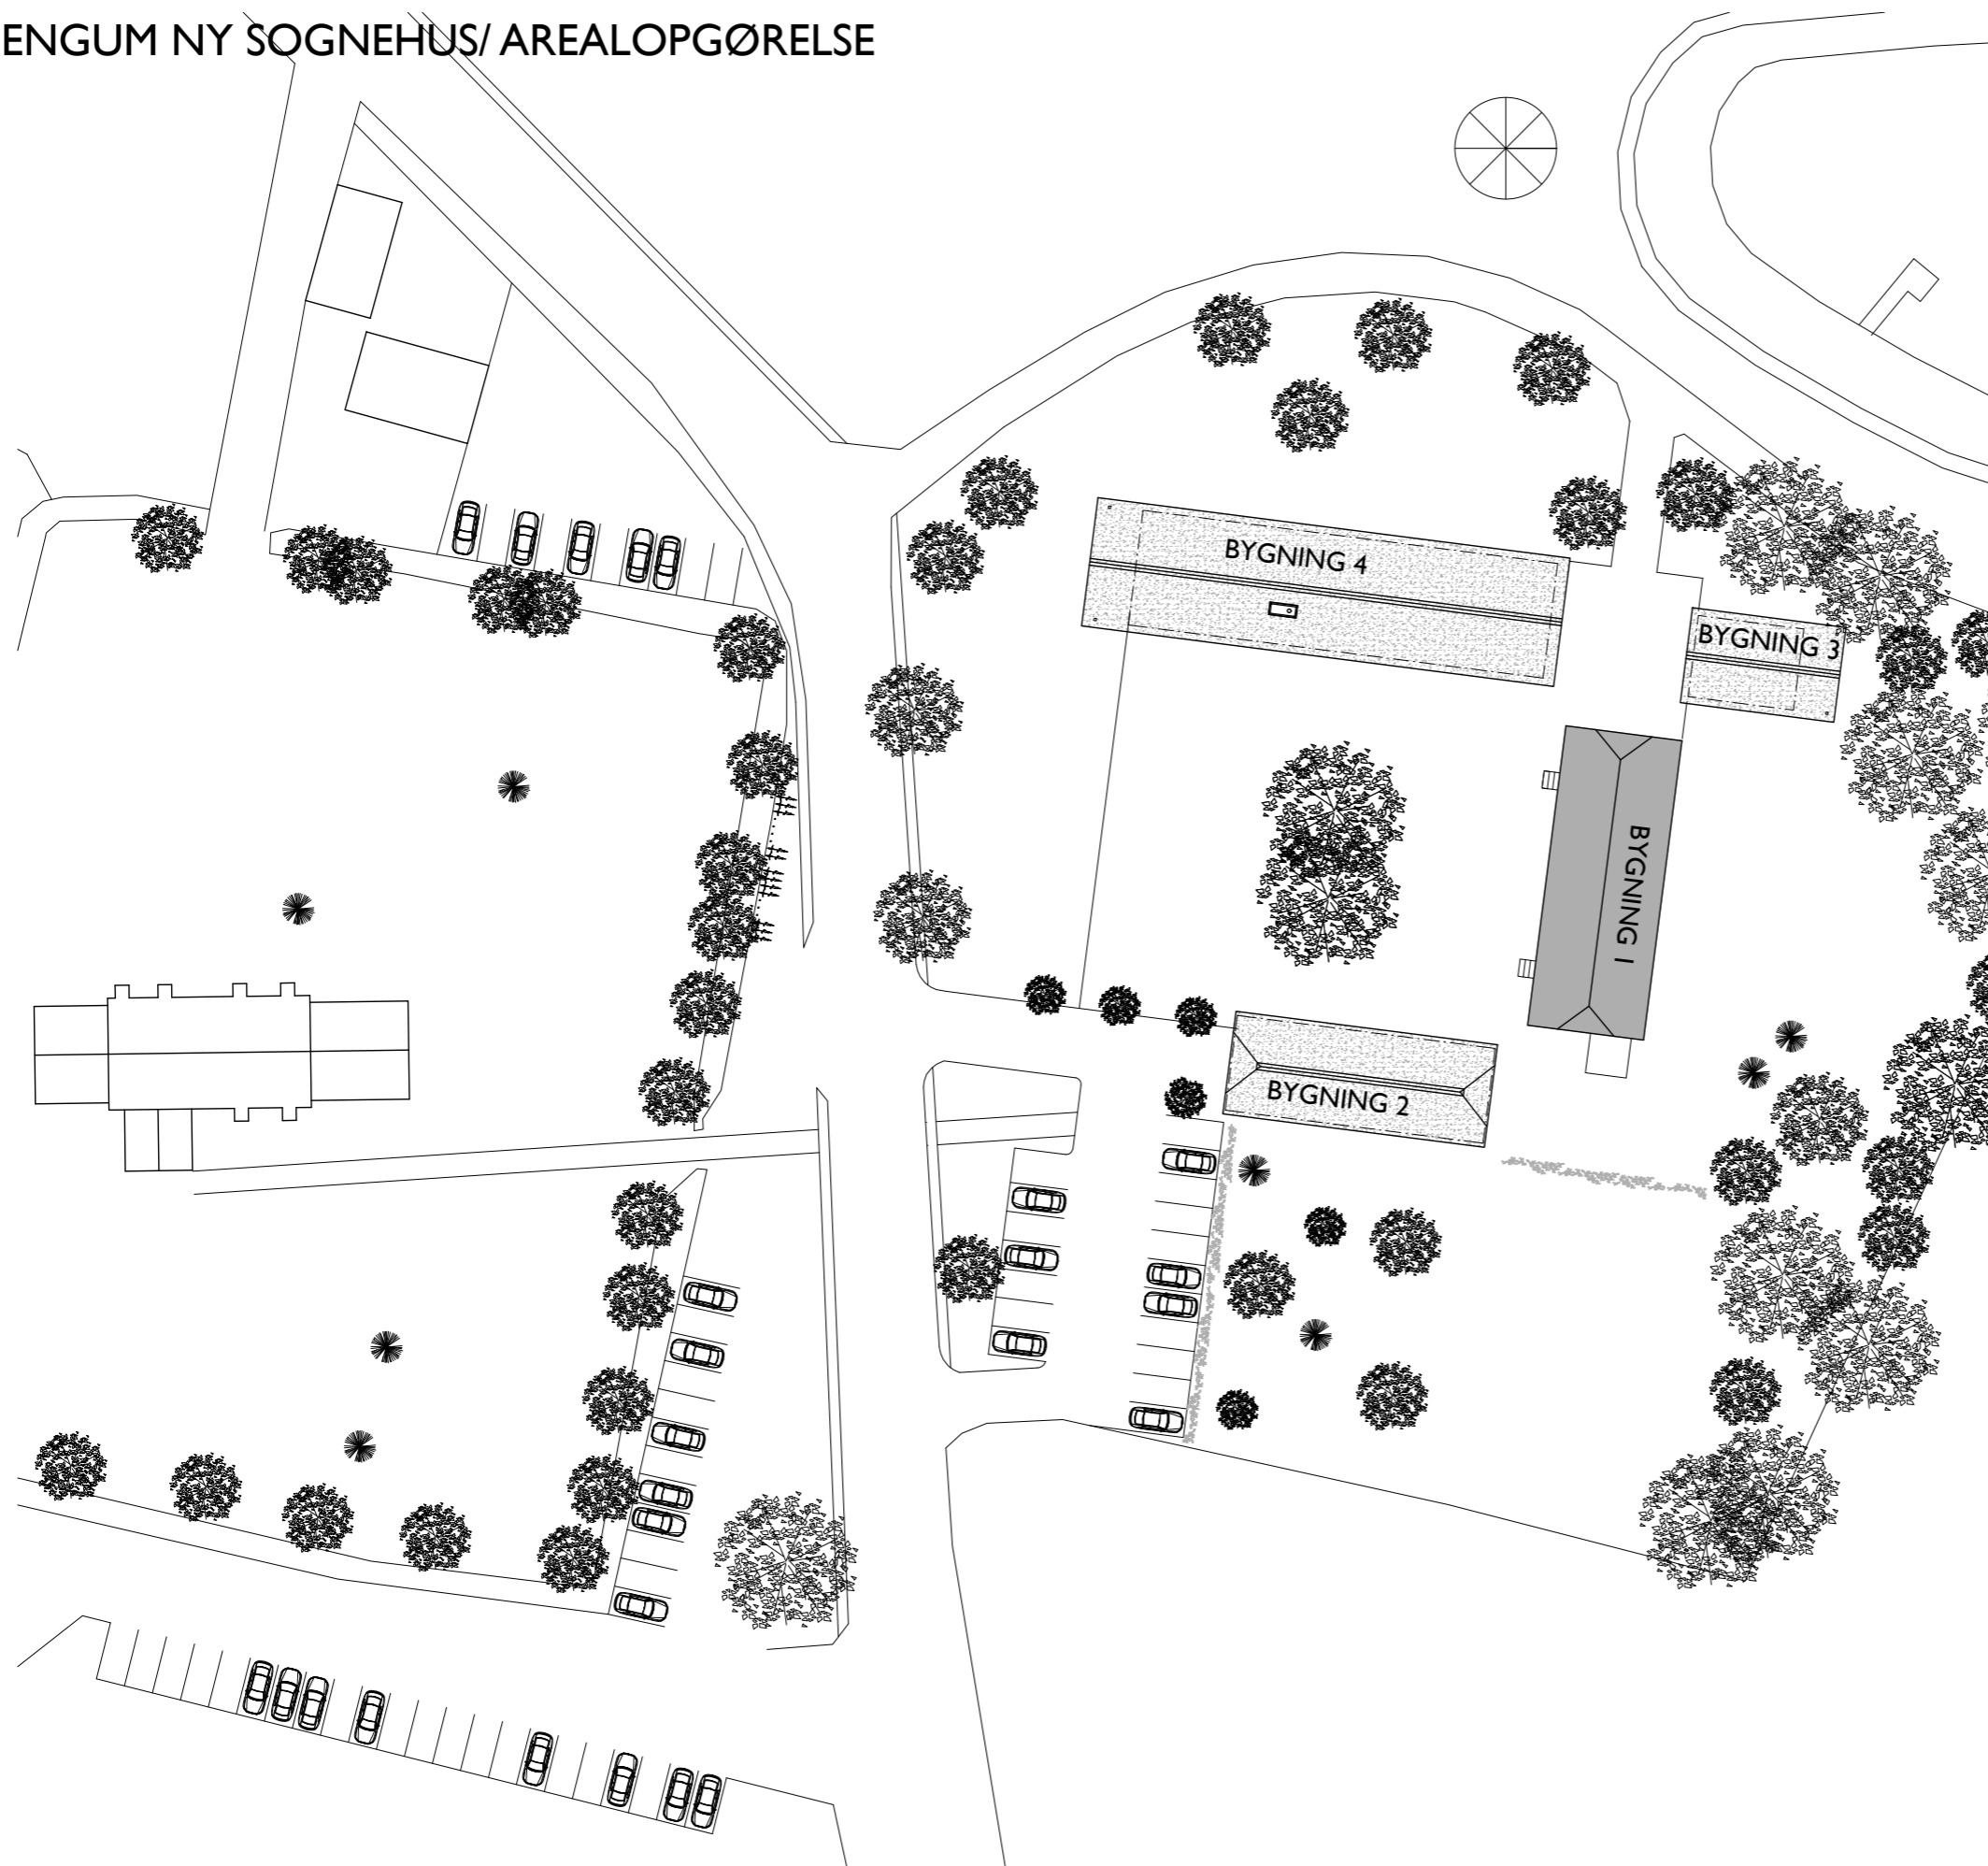 ENGUM NY SOGNEHUS/ AREALOPGØRELSE
BYGNING 4
BYGNING 3
BYGNING 1
BYGNING 2